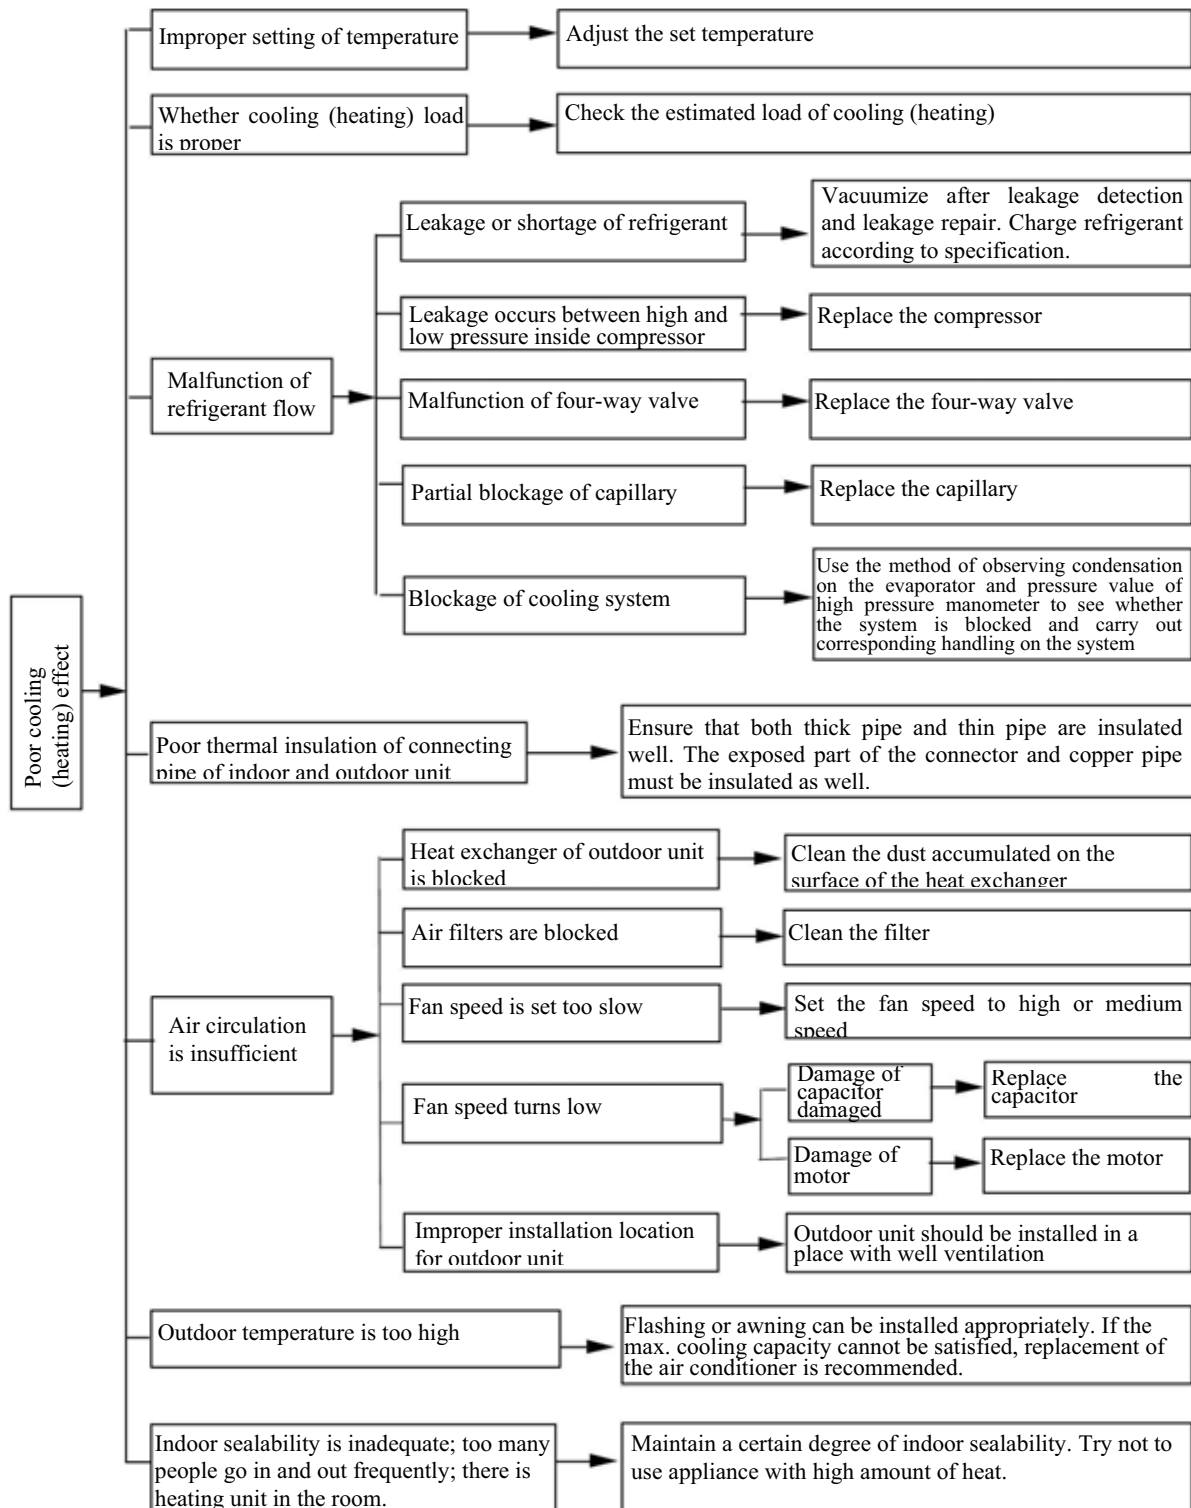 Improper setting of temperature
Adjust the set temperature
Whether cooling (heating) load
is proper
Check the estimated load of cooling (heating)
Leakage or shortage of refrigerant
Vacuumize after leakage detection
and leakage repair. Charge refrigerant
according to specification.
Leakage occurs between high and
low pressure inside compressor
Replace the compressor
Malfunction of
refrigerant flow
Malfunction of four-way valve
Replace the four-way valve
Partial blockage of capillary
Replace the capillary
Blockage of cooling system
Use the method of observing condensation
on the evaporator and pressure value of
high pressure manometer to see whether
the system is blocked and carry out
corresponding handling on the system
Poor cooling
(heating) effect
Poor thermal insulation of connecting
pipe of indoor and outdoor unit
Ensure that both thick pipe and thin pipe are insulated
well. The exposed part of the connector and copper pipe
must be insulated as well.
Heat exchanger of outdoor unit
is blocked
Clean the dust accumulated on the
surface of the heat exchanger
Air filters are blocked
Clean the filter
Air circulation
is insufficient
Fan speed is set too slow
Set the fan speed to high or medium
speed
Fan speed turns low
Damage of
capacitor
damaged
Replace the
capacitor
Damage of
motor
Replace the motor
Improper installation location
for outdoor unit
Outdoor unit should be installed in a
place with well ventilation
Outdoor temperature is too high
Flashing or awning can be installed appropriately. If the
max. cooling capacity cannot be satisfied, replacement of
the air conditioner is recommended.
Indoor sealability is inadequate; too many
people go in and out frequently; there is
heating unit in the room.
Maintain a certain degree of indoor sealability. Try not to
use appliance with high amount of heat.